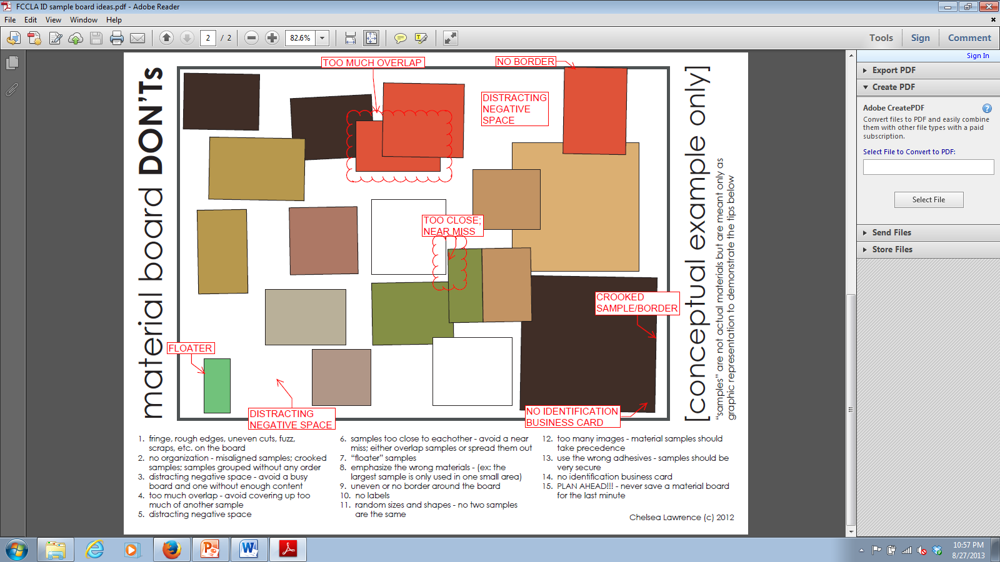 FCCLA ID sample board ideas.pdf - Adobe Reader
File Edit View Window Help
2 / 2 82.6% Tools Sign Comment
Sign In
Export PDF
Create PDF
Adobe CreatePDF
Convert files to PDF and easily combine
them with other file types with a paid
subscription.
Select File to Convert to PDF:
Select File
Send Files
Store Files
material board DON'Ts
TOO MUCH OVERLAP
NO BORDER
DISTRACTING
NEGATIVE
SPACE
TOO CLOSE;
NEAR MISS
CROOKED
SAMPLE/BORDER
FLOATER
DISTRACTING
NEGATIVE SPACE
NO IDENTIFICATION
BUSINESS CARD
[conceptual example only]
"samples" are not actual materials but are meant only as
graphic representation to demonstrate the tips below
1. fringe, rough edges, uneven cuts, fuzz,
scraps, etc. on the board
2. no organization - misaligned samples; crooked
samples; samples grouped without any order
3. distracting negative space - avoid a busy
board and one without enough content
4. too much overlap - avoid covering up too
much of another sample
5. distracting negative space
6. samples too close to eachother - avoid a near
miss; either overlap samples or spread them out
7. "floater" samples
8. emphasize the wrong materials - (ex: the
largest sample is only used in one small area)
9. uneven or no border around the board
10. no labels
11. random sizes and shapes - no two samples
are the same
12. too many images - material samples should
take precedence
13. use the wrong adhesives - samples should be
very secure
14. no identification business card
15. PLAN AHEAD!!! - never save a material board
for the last minute
Chelsea Lawrence (c) 2012
10:57 PM
8/27/2013